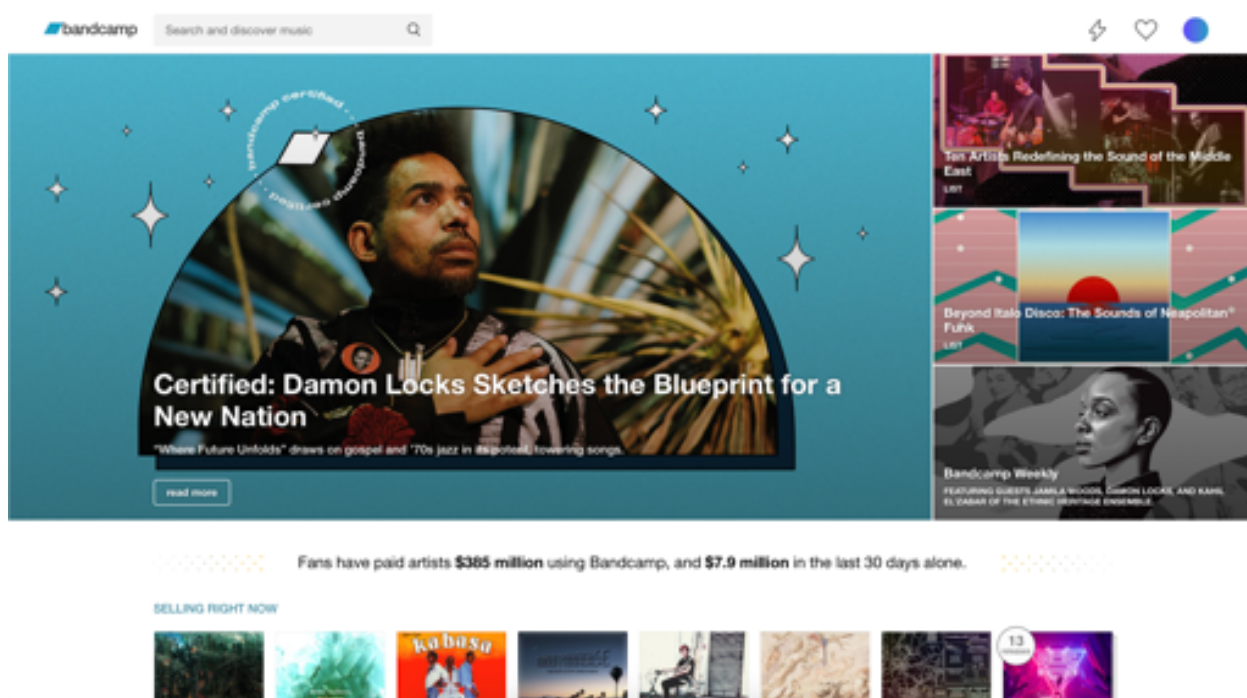 bandcamp
Search and discover music
bandcamp certified
bandcamp certified
Certified: Damon Locks Sketches the Blueprint for a
New Nation
"Where Future Unfolds" draws on gospel and '70s jazz in its potent, towering songs.
read more
Ten Artists Redefining the Sound of the Middle
East
LIST
Beyond Italo Disco: The Sounds of Neapolitan
Funk
LIST
Bandcamp Weekly
FEATURING GUESTS JAMILA WOODS, DAMON LOCKS, AND KAHIL
EL'ZABAR OF THE ETHNIC HERITAGE ENSEMBLE.
Fans have paid artists $385 million using Bandcamp, and $7.9 million in the last 30 days alone.
SELLING RIGHT NOW
kabasa
13
releases